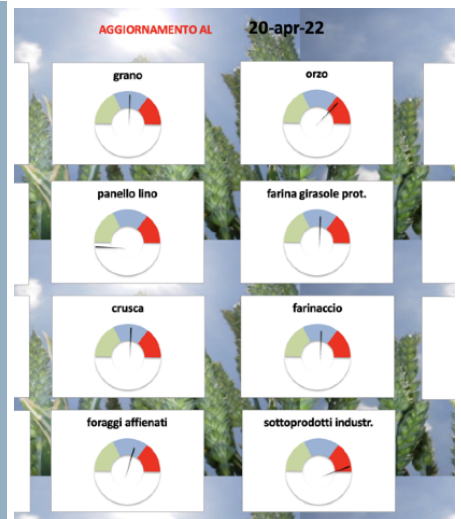 AGGIORNAMENTO AL 20-apr-22
grano
orzo
panello lino
farina girasole prot.
crusca
farinaccio
foraggi affienati
sottoprodotti industr.